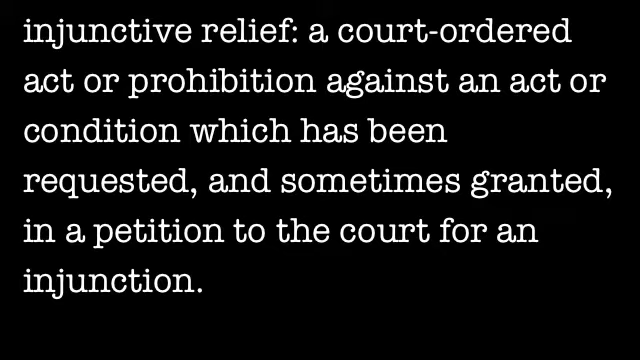 injunctive relief: a court-ordered
act or prohibition against an act or
condition which has been
requested, and sometimes granted,
in a petition to the court for an
injunction.